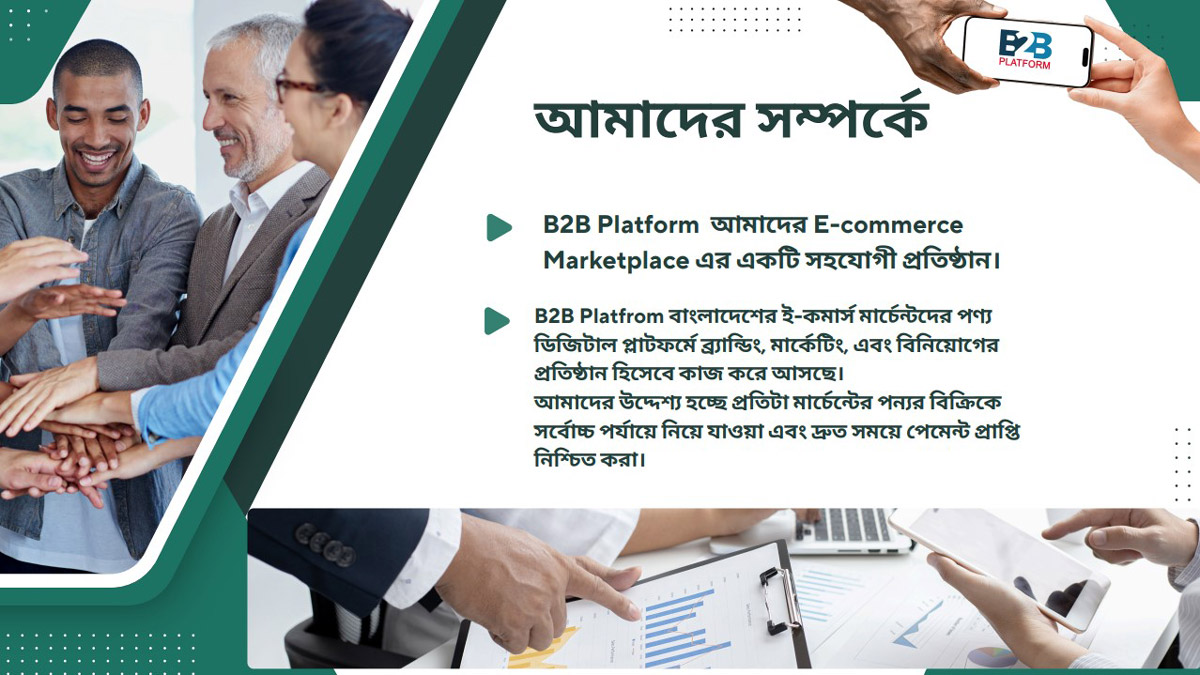 B2B
PLATFORM
আমাদের সম্পর্কে
B2B Platform আমাদের E-commerce
Marketplace এর একটি সহযোগী প্রতিষ্ঠান।
B2B Platfrom বাংলাদেশের ই-কমার্স মার্চেন্টদের পণ্য
ডিজিটাল প্লাটফর্মে ব্র্যান্ডিং, মার্কেটিং, এবং বিনিয়োগের
প্রতিষ্ঠান হিসেবে কাজ করে আসছে।
আমাদের উদ্দেশ্য হচ্ছে প্রতিটা মার্চেন্টের পন্যর বিক্রিকে
সর্বোচ্চ পর্যায়ে নিয়ে যাওয়া এবং দ্রুত সময়ে পেমেন্ট প্রাপ্তি
নিশ্চিত করা।